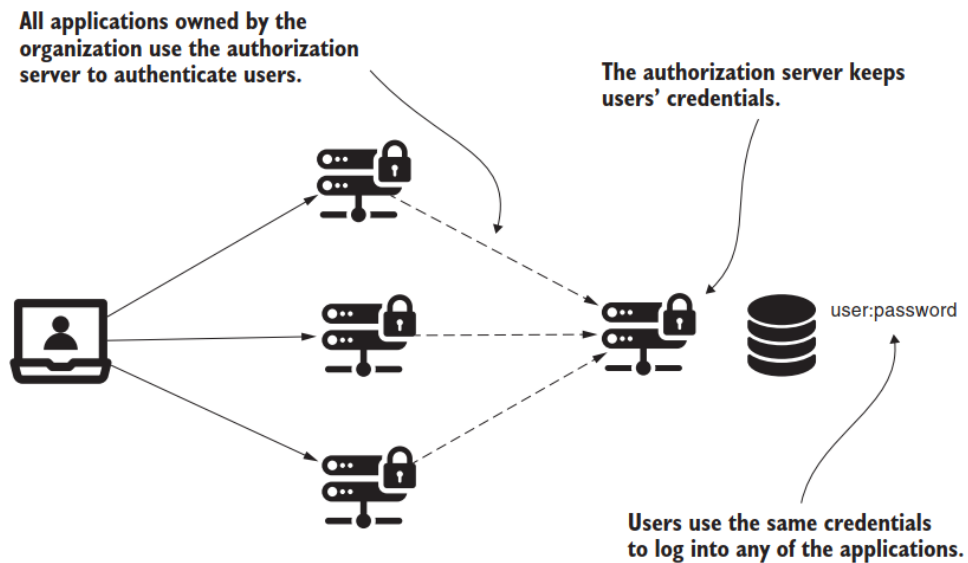 All applications owned by the
organization use the authorization
server to authenticate users.
The authorization server keeps
users’ credentials.
user:password
Users use the same credentials
to log into any of the applications.